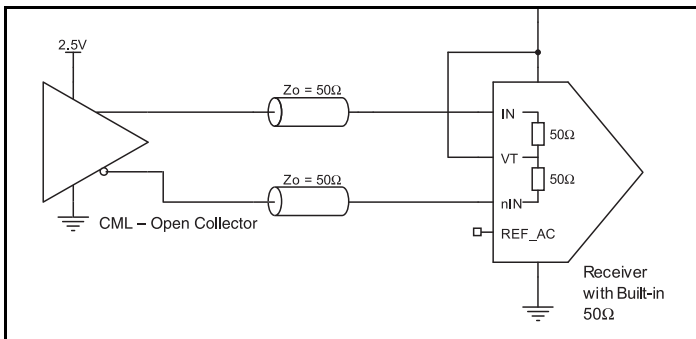 2.5V
Zo = 50Ω
IN
50Ω
VT
Zo = 50Ω
50Ω
nIN
CML – Open Collector
REF_AC
Receiver
with Built-in
50Ω